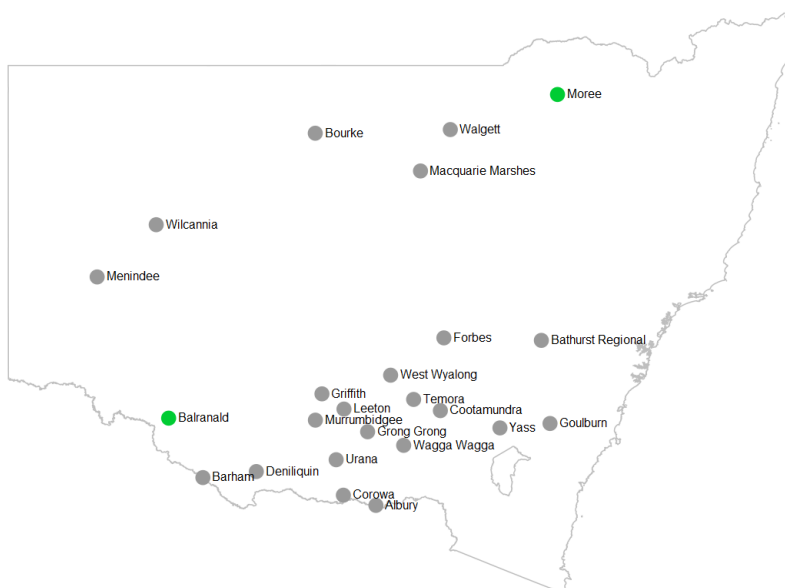 Moree
Walgett
Bourke
Macquarie Marshes
Wilcannia
Menindee
Forbes
Bathurst Regional
West Wyalong
Griffith
Temora
Leeton
Cootamundra
Balranald
Murrumbidgee
Goulburn
Yass
Grong Grong
Wagga Wagga
Urana
Deniliquin
Barham
Corowa
Albury